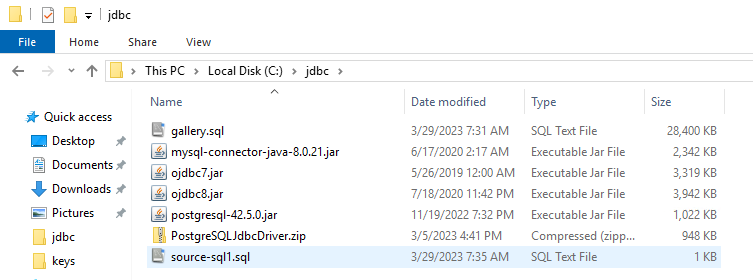 jdbc
File Home Share View
This PC > Local Disk (C:) > jdbc >
Name Date modified Type Size
Quick access
Desktop
Documents
Downloads
Pictures
jdbc
keys
gallery.sql 3/29/2023 7:31 AM SQL Text File 28,400 KB
mysql-connector-java-8.0.21.jar 6/17/2020 2:17 AM Executable Jar File 2,342 KB
ojdbc7.jar 5/26/2019 12:00 AM Executable Jar File 3,319 KB
ojdbc8.jar 7/18/2020 11:42 PM Executable Jar File 3,942 KB
postgresql-42.5.0.jar 11/19/2022 7:32 PM Executable Jar File 1,022 KB
PostgreSQLJdbcDriver.zip 3/5/2023 4:41 PM Compressed (zipp... 948 KB
source-sql1.sql 3/29/2023 7:35 AM SQL Text File 1 KB